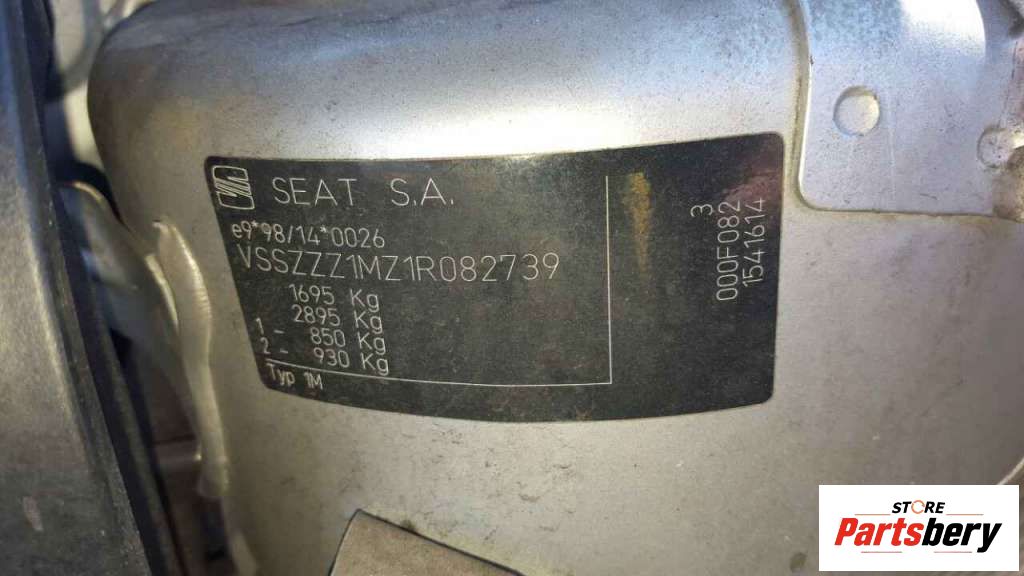 SEAT S.A.
e9*98/14*0026
VSSZZZ1MZ1R082739
1695 Kg
2895 Kg
1 - 850 Kg
2 - 930 Kg
Typ 1M
3
000F082
1541614
STORE
Partsbery